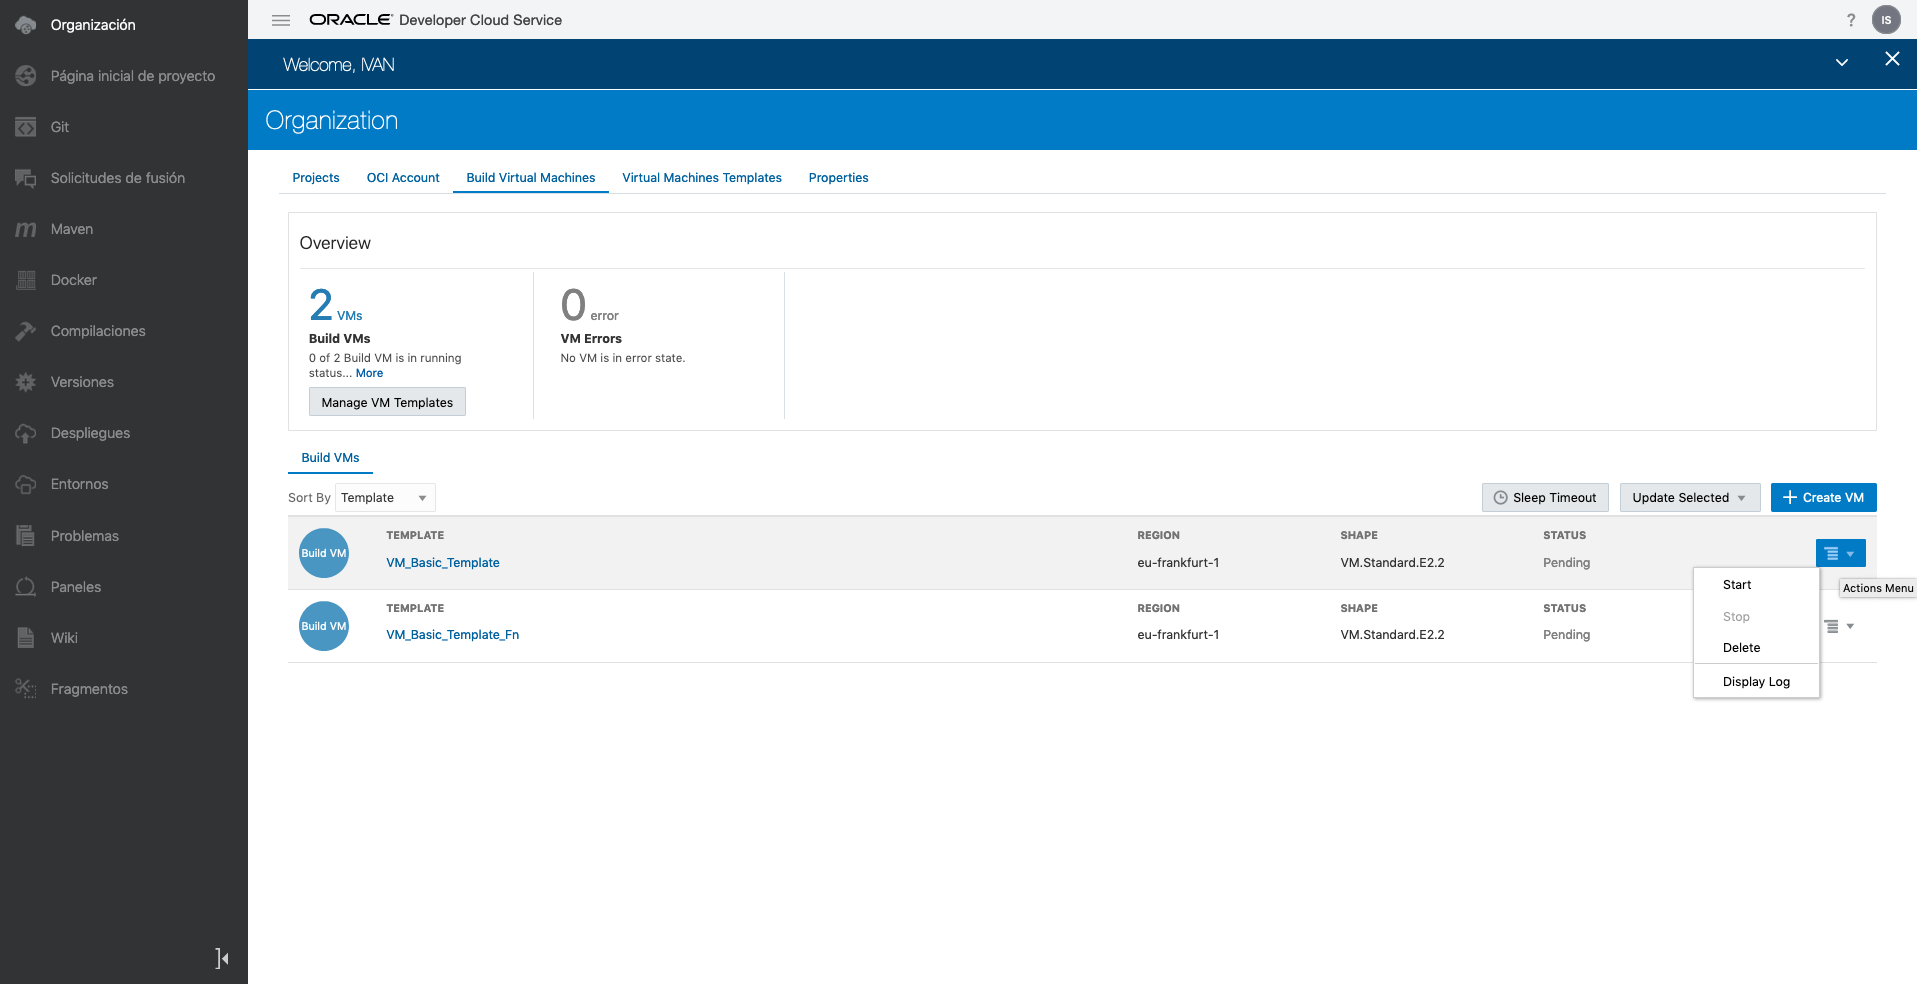 Organización
Página inicial de proyecto
Git
Solicitudes de fusión
Maven
Docker
Compilaciones
Versiones
Despliegues
Entornos
Problemas
Paneles
Wiki
Fragmentos
ORACLE® Developer Cloud Service
? IS
Welcome, IVAN
Organization
Projects OCI Account Build Virtual Machines Virtual Machines Templates Properties
Overview
2 VMs
Build VMs
0 of 2 Build VM is in running
status... More
Manage VM Templates
0 error
VM Errors
No VM is in error state.
Build VMs
Sort By Template
Sleep Timeout Update Selected Create VM
Build VM
TEMPLATE REGION SHAPE STATUS
VM_Basic_Template eu-frankfurt-1 VM.Standard.E2.2 Pending
Build VM
TEMPLATE REGION SHAPE STATUS
VM_Basic_Template_Fn eu-frankfurt-1 VM.Standard.E2.2 Pending
Start
Stop
Delete
Display Log
Actions Menu